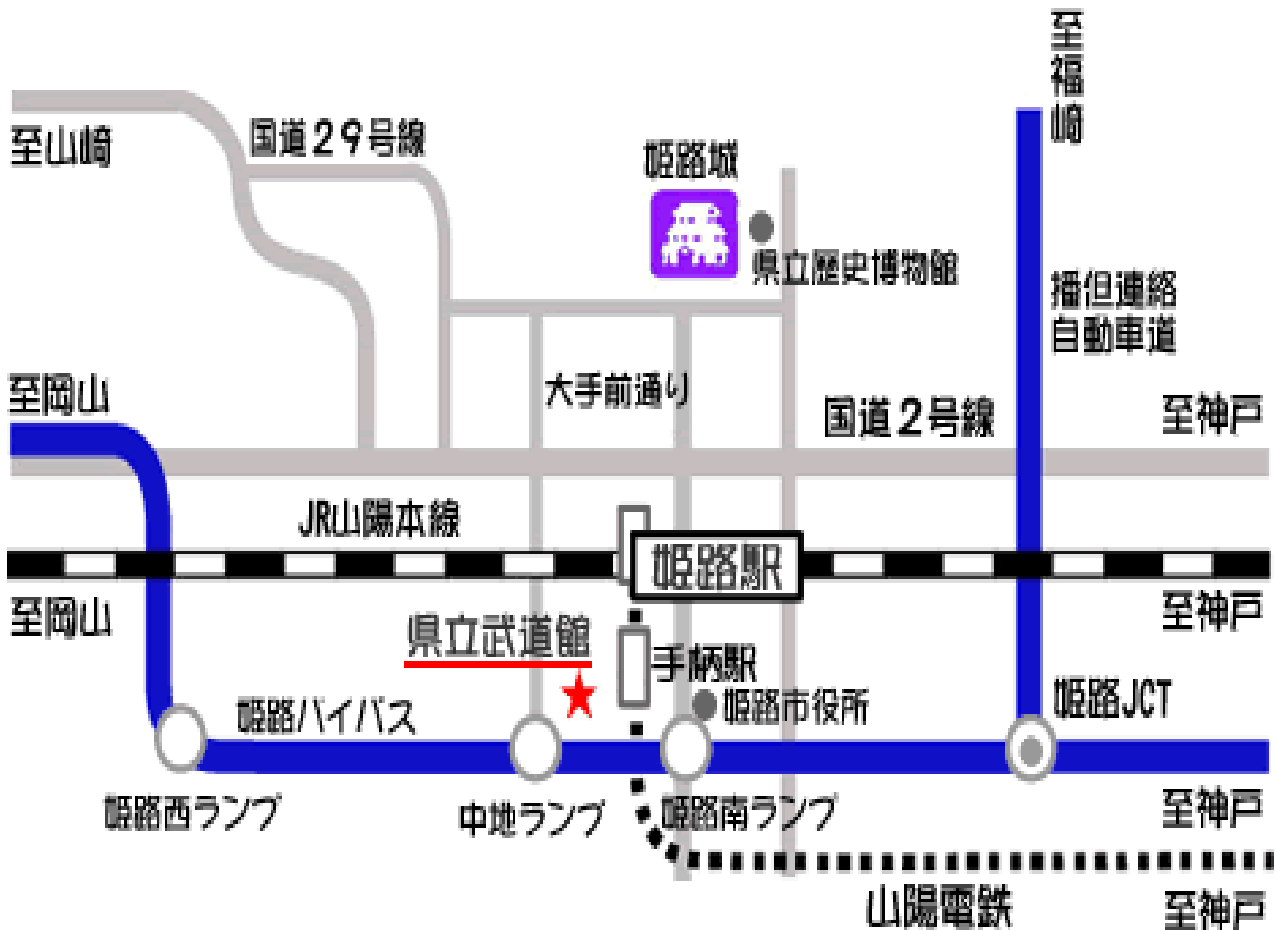 至福崎
至山崎
国道29号線
姫路城
県立歴史博物館
播但連絡
自動車道
至岡山
大手前通り
国道2号線
至神戸
JR山陽本線
姫路駅
至岡山
至神戸
県立武道館
手柄駅
姫路市役所
姫路JCT
姫路バイパス
姫路西ランプ
中地ランプ
姫路南ランプ
至神戸
山陽電鉄
至神戸